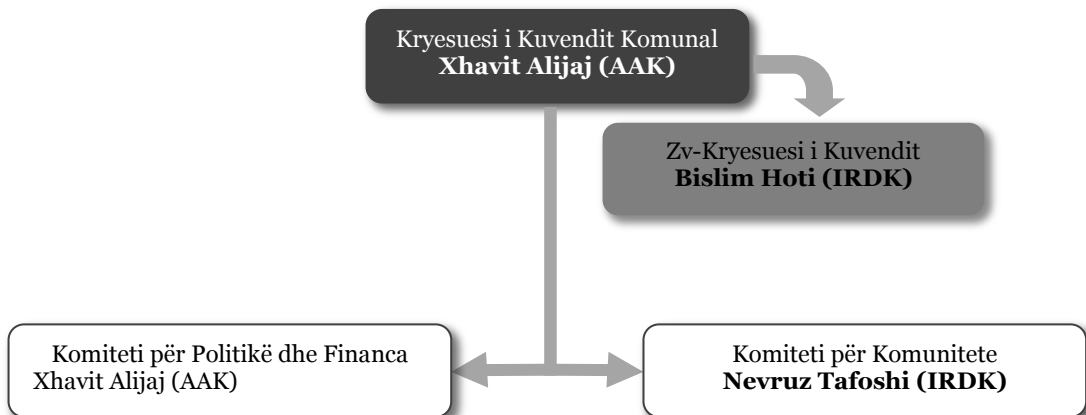 Kryesuesi i Kuvendit Komunal
Xhavit Alijaj (AAK)
Zv-Kryesuesi i Kuvendit
Bislim Hoti (IRDK)
Komiteti për Politikë dhe Financa
Xhavit Alijaj (AAK)
Komiteti për Komunitete
Nevruz Tafoshi (IRDK)